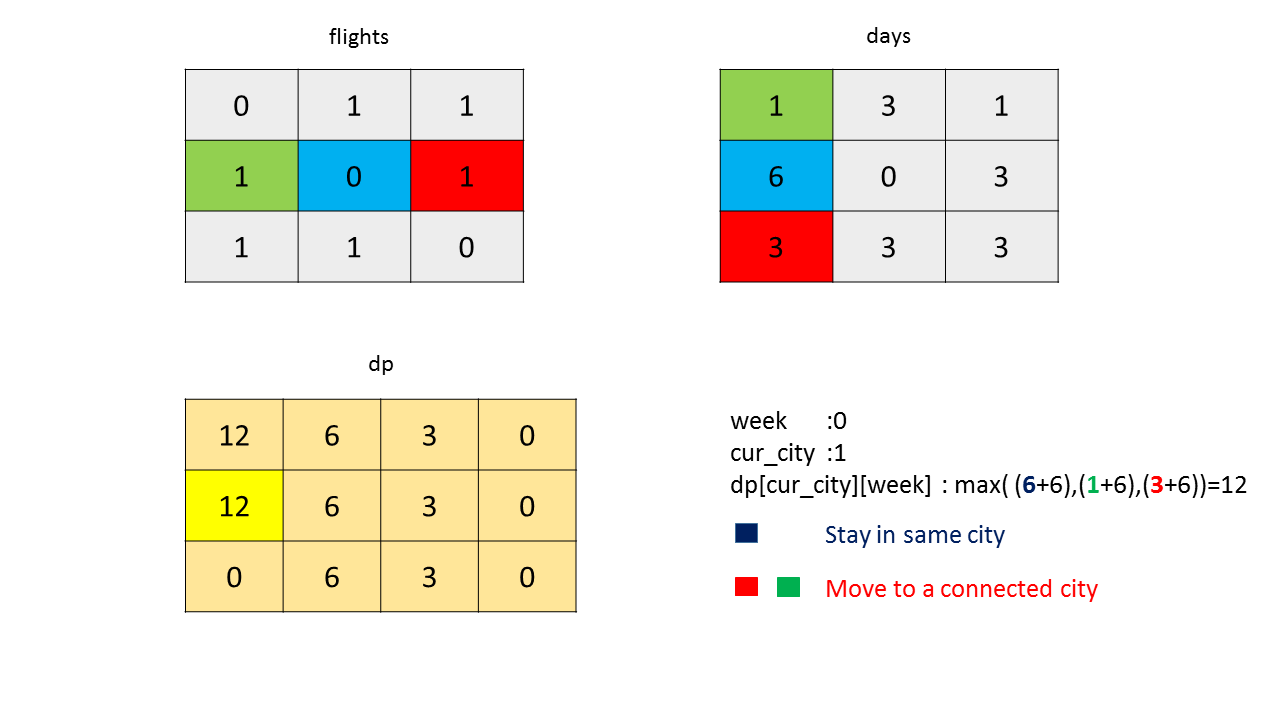 flights
0 1 1
1 0 1
1 1 0
days
1 3 1
6 0 3
3 3 3
dp
12 6 3 0
12 6 3 0
0 6 3 0
week :0
cur_city :1
dp[cur_city][week] : max( (6+6),(1+6),(3+6))=12
Stay in same city
Move to a connected city